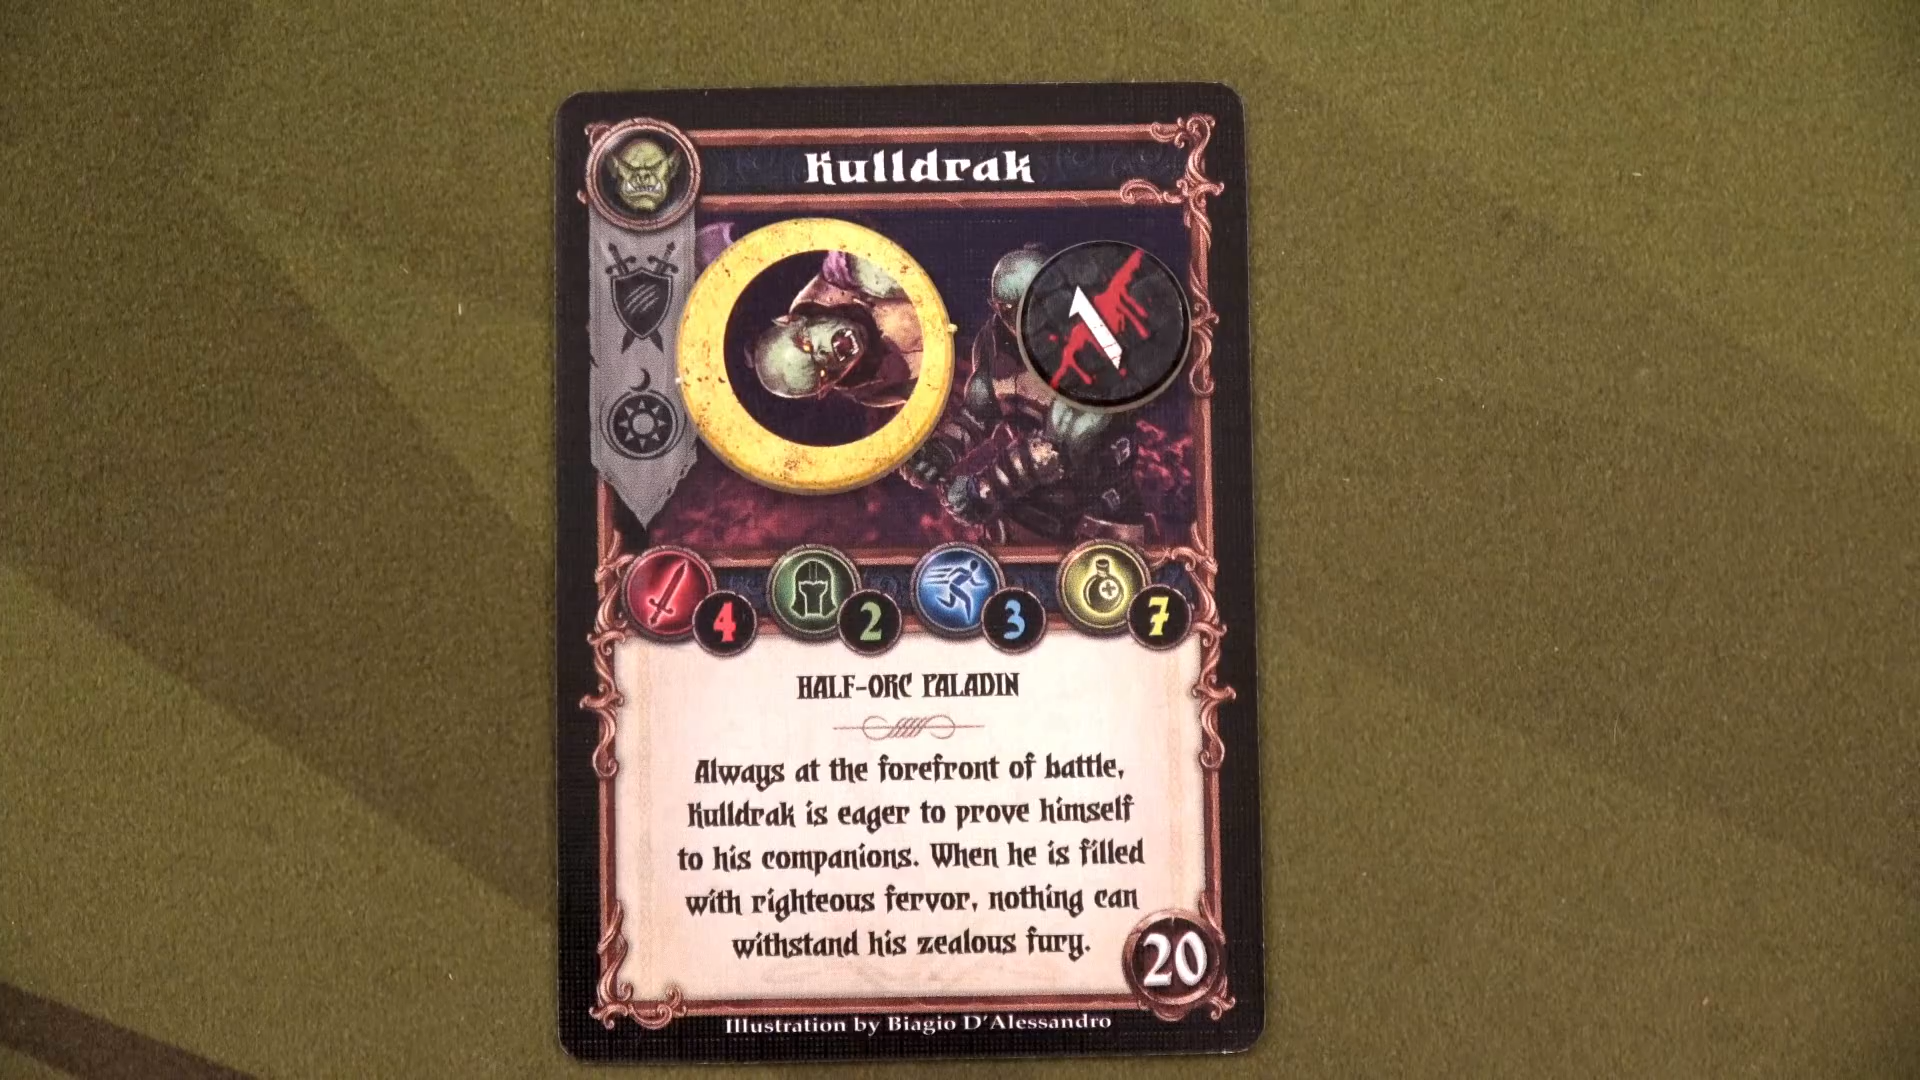 Kulldrak
1
4
2
3
7
HALF-ORC PALADIN
Always at the forefront of battle,
Kulldrak is eager to prove himself
to his companions. When he is filled
with righteous fervor, nothing can
withstand his zealous fury.
20
Illustration by Biagio D'Alessandro